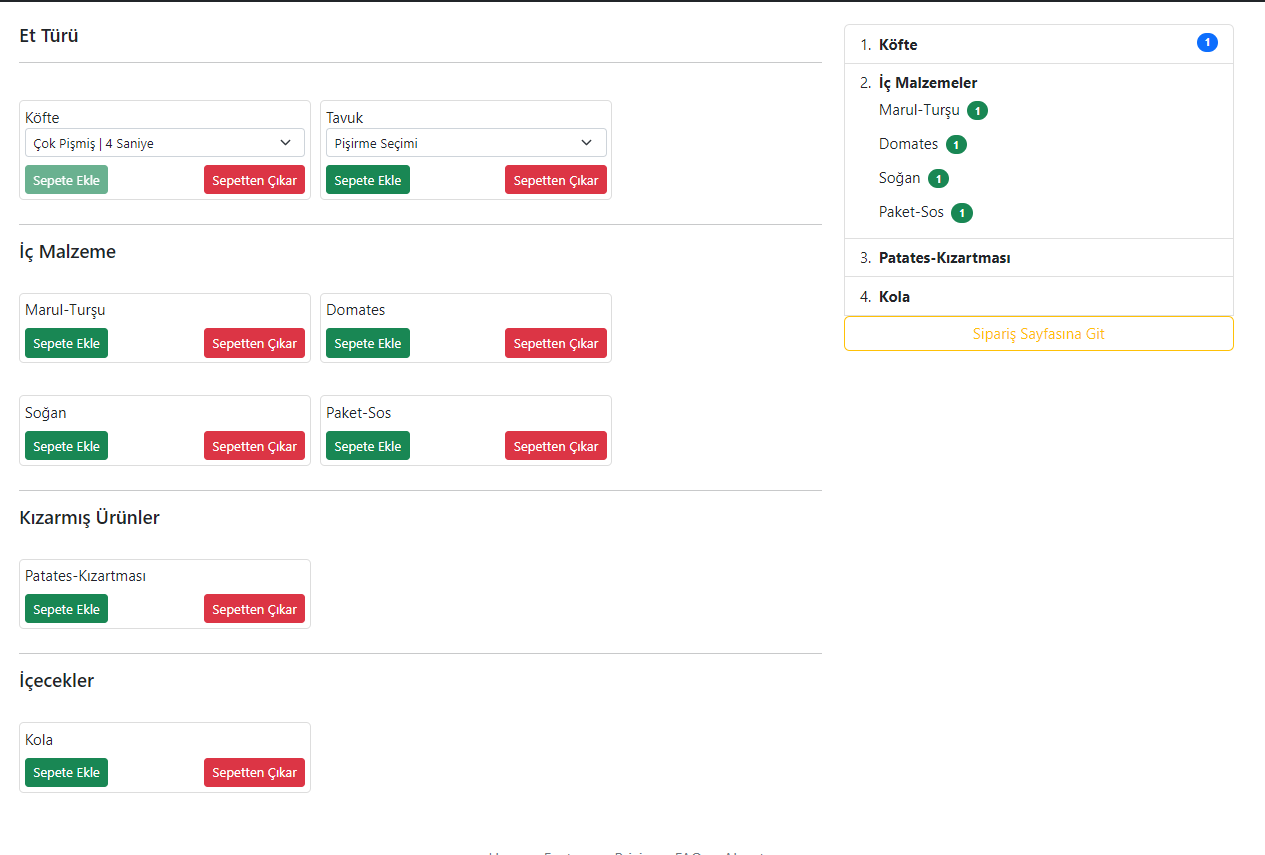 Et Türü
Köfte
Çok Pişmiş | 4 Saniye
Sepete Ekle Sepetten Çıkar
Tavuk
Pişirme Seçimi
Sepete Ekle Sepetten Çıkar
İç Malzeme
Marul-Turşu
Sepete Ekle Sepetten Çıkar
Domates
Sepete Ekle Sepetten Çıkar
Soğan
Sepete Ekle Sepetten Çıkar
Paket-Sos
Sepete Ekle Sepetten Çıkar
Kızarmış Ürünler
Patates-Kızartması
Sepete Ekle Sepetten Çıkar
İçecekler
Kola
Sepete Ekle Sepetten Çıkar
1. Köfte 1
2. İç Malzemeler
Marul-Turşu 1
Domates 1
Soğan 1
Paket-Sos 1
3. Patates-Kızartması
4. Kola
Sipariş Sayfasına Git